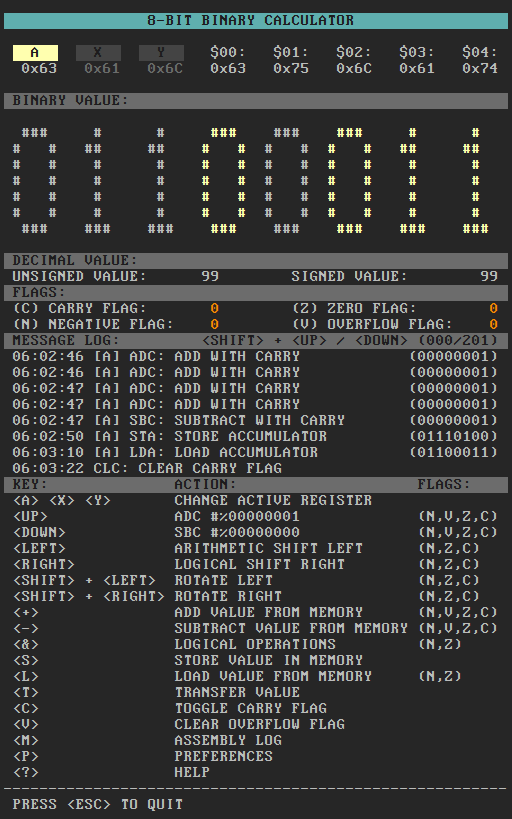 8-BIT BINARY CALCULATOR
A X Y $00: $01: $02: $03: $04:
0x63 0x61 0x6C 0x63 0x75 0x6C 0x61 0x74
BINARY VALUE:
0 1 1 0 0 0 1 1
DECIMAL VALUE:
UNSIGNED VALUE: 99 SIGNED VALUE: 99
FLAGS:
(C) CARRY FLAG: 0 (Z) ZERO FLAG: 0
(N) NEGATIVE FLAG: 0 (V) OVERFLOW FLAG: 0
MESSAGE LOG: <SHIFT> + <UP> / <DOWN> (000/201)
06:02:46 [A] ADC: ADD WITH CARRY (00000001)
06:02:46 [A] ADC: ADD WITH CARRY (00000001)
06:02:47 [A] ADC: ADD WITH CARRY (00000001)
06:02:47 [A] ADC: ADD WITH CARRY (00000001)
06:02:47 [A] SBC: SUBTRACT WITH CARRY (00000001)
06:02:50 [A] STA: STORE ACCUMULATOR (01110100)
06:03:10 [A] LDA: LOAD ACCUMULATOR (01100011)
06:03:22 CLC: CLEAR CARRY FLAG
KEY: ACTION: FLAGS:
<A> <X> <Y> CHANGE ACTIVE REGISTER
<UP> ADC #%00000001 (N,V,Z,C)
<DOWN> SBC #%00000000 (N,V,Z,C)
<LEFT> ARITHMETIC SHIFT LEFT (N,Z,C)
<RIGHT> LOGICAL SHIFT RIGHT (N,Z,C)
<SHIFT> + <LEFT> ROTATE LEFT (N,Z,C)
<SHIFT> + <RIGHT> ROTATE RIGHT (N,Z,C)
<+> ADD VALUE FROM MEMORY (N,V,Z,C)
<-> SUBTRACT VALUE FROM MEMORY (N,V,Z,C)
<&> LOGICAL OPERATIONS (N,Z)
<S> STORE VALUE IN MEMORY
<L> LOAD VALUE FROM MEMORY (N,Z)
<T> TRANSFER VALUE
<C> TOGGLE CARRY FLAG
<V> CLEAR OVERFLOW FLAG
<M> ASSEMBLY LOG
<P> PREFERENCES
<?> HELP
PRESS <ESC> TO QUIT